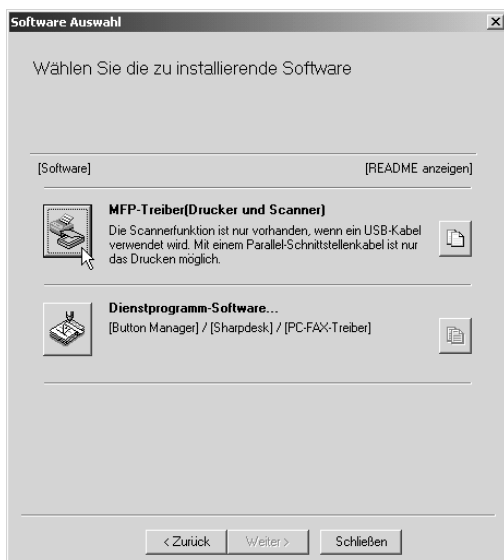 Software Auswahl
Wählen Sie die zu installierende Software
[Software] [README anzeigen]
MFP-Treiber(Drucker und Scanner)
Die Scannerfunktion ist nur vorhanden, wenn ein USB-Kabel
verwendet wird. Mit einem Parallel-Schnittstellenkabel ist nur
das Drucken möglich.
Dienstprogramm-Software...
[Button Manager] / [Sharpdesk] / [PC-FAX-Treiber]
< Zurück Weiter > Schließen